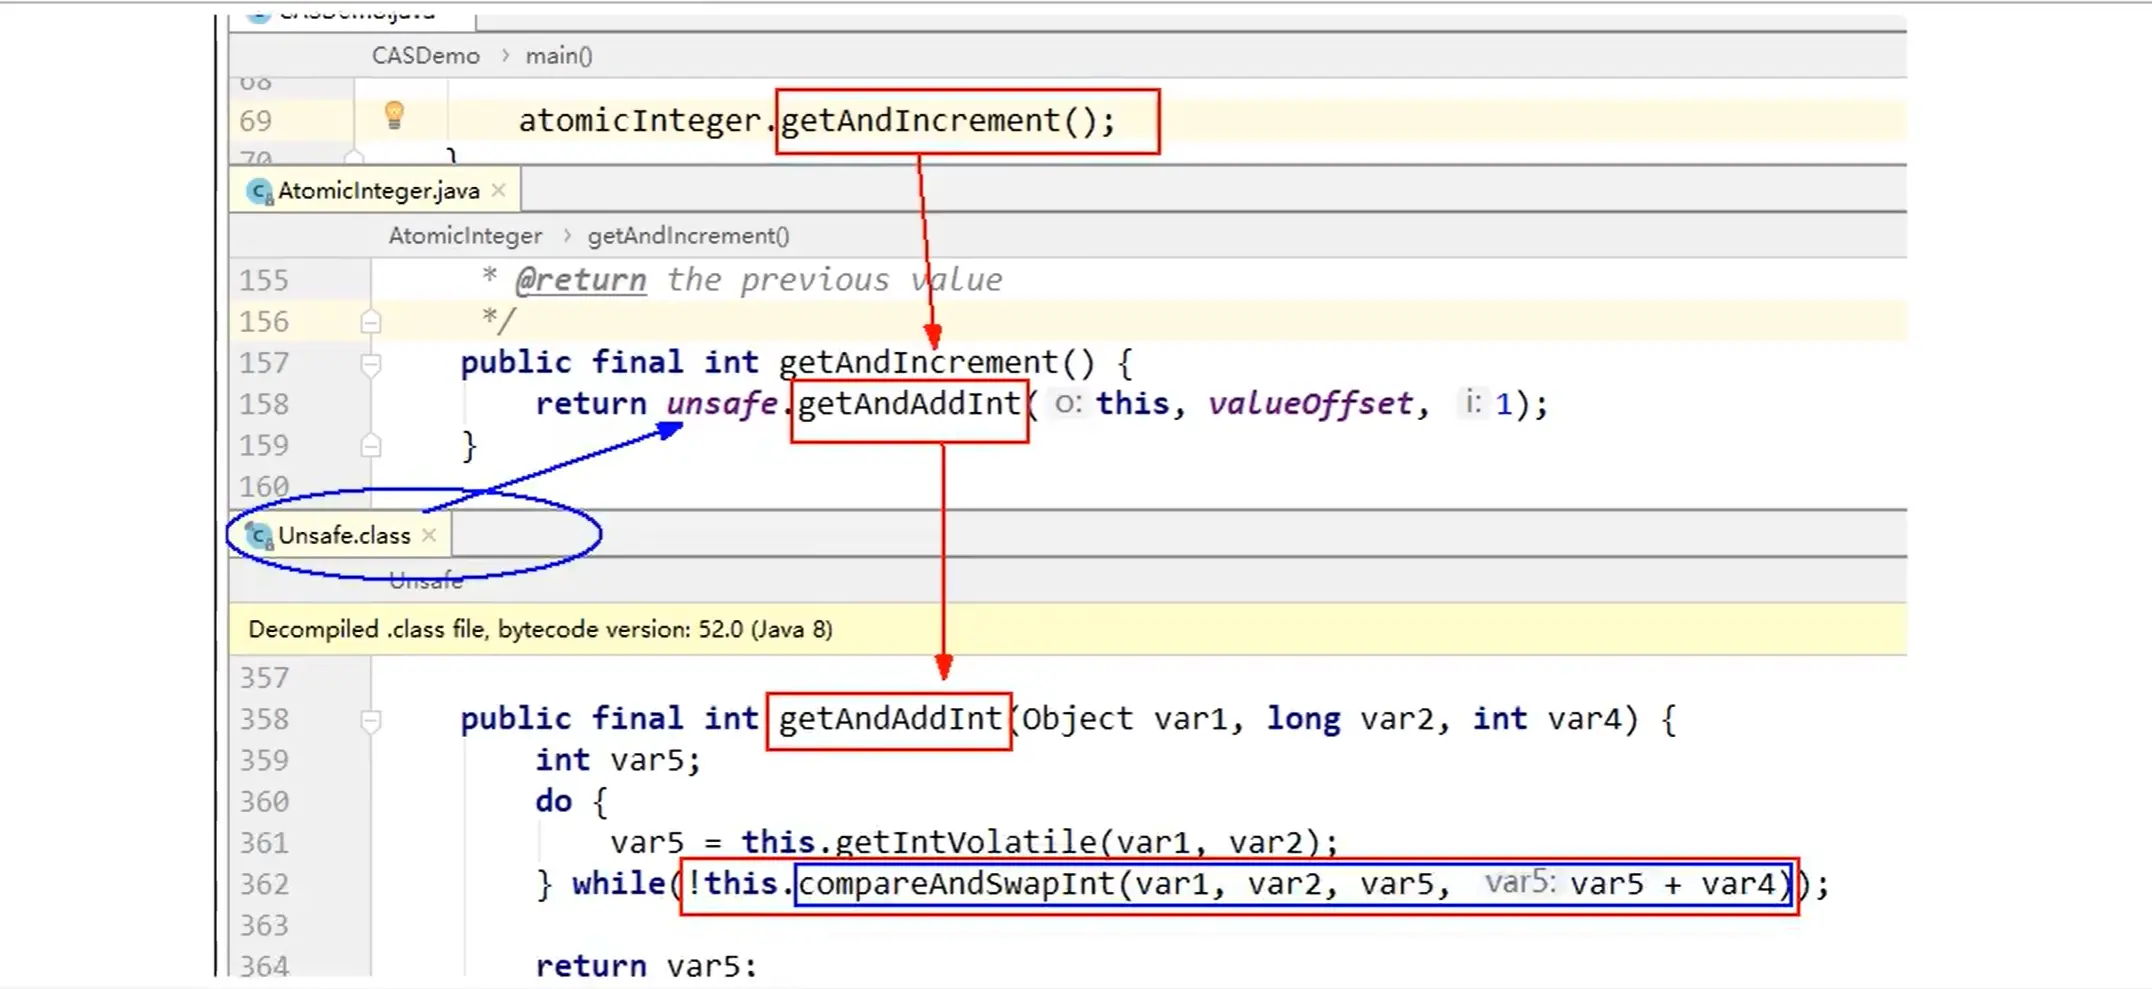 CASDemo.java
CASDemo > main()
68
69 atomicInteger.getAndIncrement();
70 }
AtomicInteger.java ×
AtomicInteger > getAndIncrement()
155 * @return the previous value
156 */
157 public final int getAndIncrement() {
158 return unsafe.getAndAddInt( o: this, valueOffset, i: 1);
159 }
160
Unsafe.class ×
Unsafe
Decompiled .class file, bytecode version: 52.0 (Java 8)
357
358 public final int getAndAddInt(Object var1, long var2, int var4) {
359 int var5;
360 do {
361 var5 = this.getIntVolatile(var1, var2);
362 } while(!this.compareAndSwapInt(var1, var2, var5, var5: var5 + var4));
363
364 return var5;